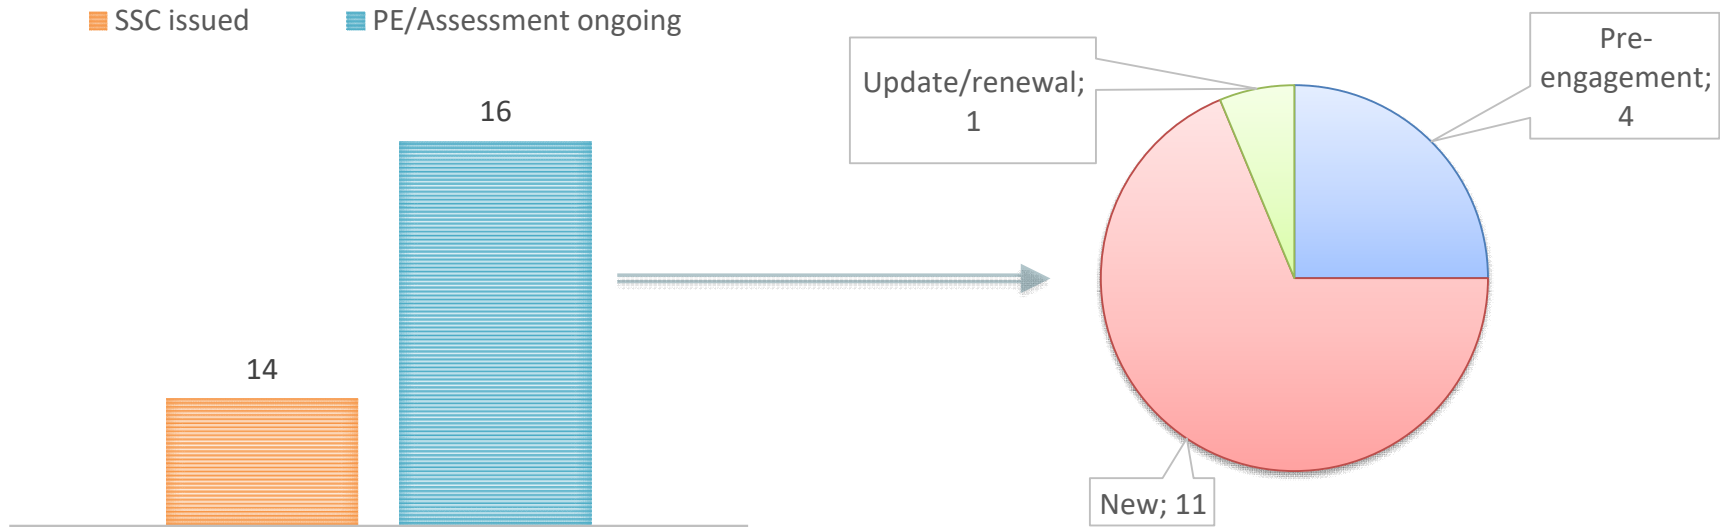 SSC issued
PE/Assessment ongoing
16
14
Update/renewal;
1
Pre-
engagement;
4
New; 11